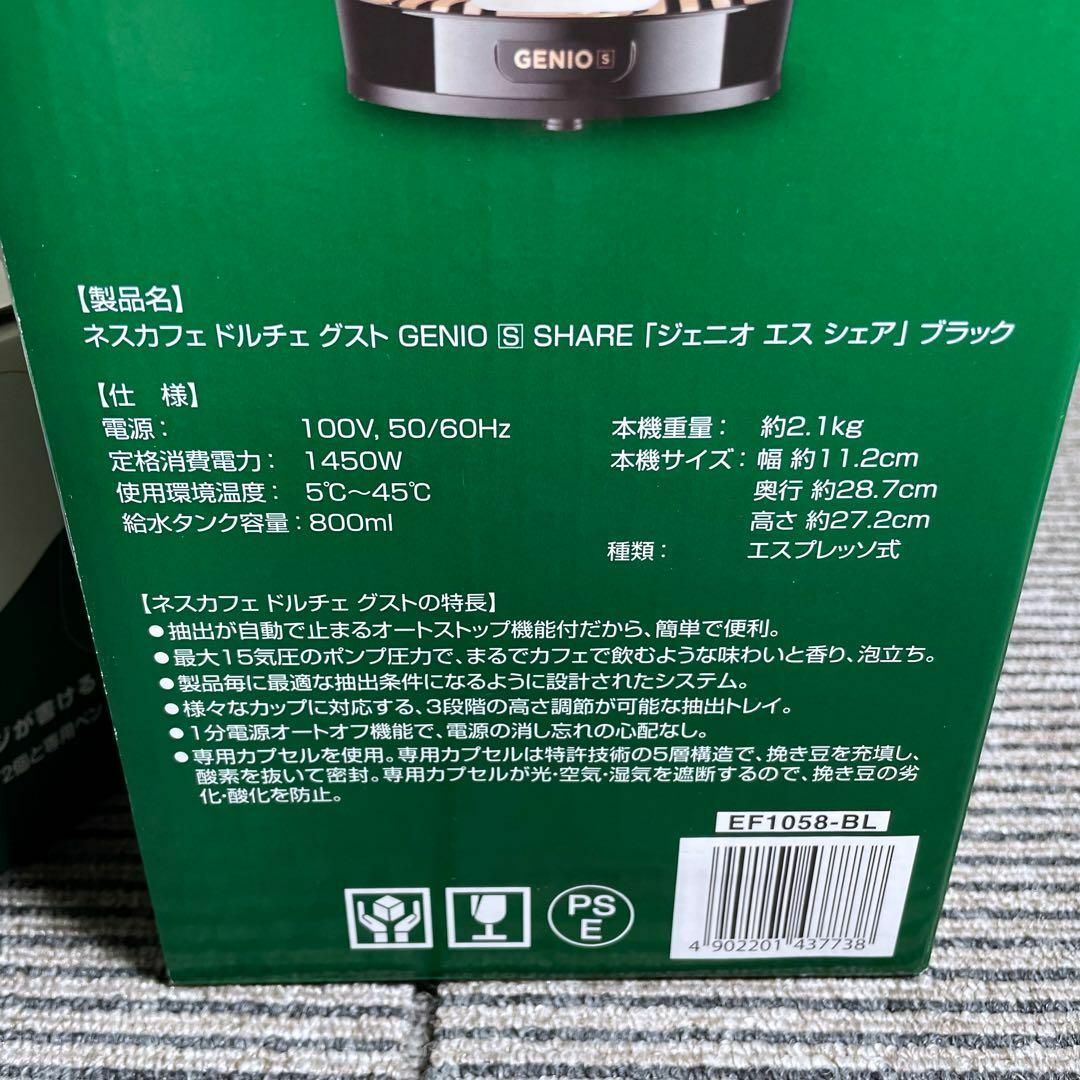 GENIO S
【製品名】
ネスカフェ ドルチェ グスト GENIO S SHARE「ジェニオ エス シェア」ブラック
【仕 様】
電源： 100V, 50/60Hz
定格消費電力： 1450W
使用環境温度： 5℃～45℃
給水タンク容量：800ml
本機重量： 約2.1kg
本機サイズ：幅 約11.2cm
奥行 約28.7cm
高さ 約27.2cm
種類： エスプレッソ式
【ネスカフェ ドルチェ グストの特長】
●抽出が自動で止まるオートストップ機能付だから、簡単で便利。
●最大15気圧のポンプ圧力で、まるでカフェで飲むような味わいと香り、泡立ち。
●製品毎に最適な抽出条件になるように設計されたシステム。
●様々なカップに対応する、3段階の高さ調節が可能な抽出トレイ。
●1分電源オートオフ機能で、電源の消し忘れの心配なし。
●専用カプセルを使用。専用カプセルは特許技術の5層構造で、挽き豆を充填し、
酸素を抜いて密封。専用カプセルが光・空気・湿気を遮断するので、挽き豆の劣
化・酸化を防止。
EF1058-BL
4 902201 437738
PS
E
が書ける
2個と専用ペン